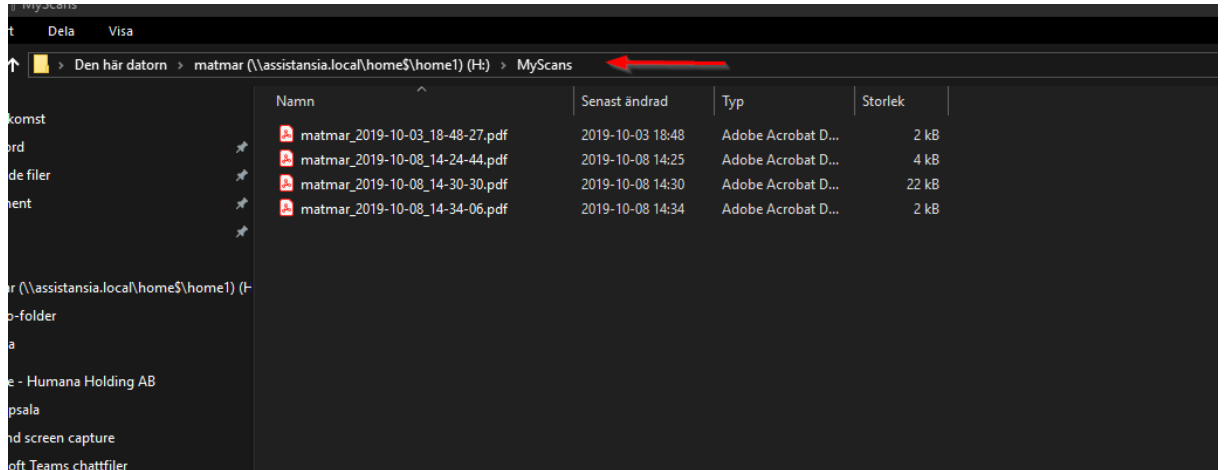 MyScans
Dela Visa
Den här datorn > matmar (\\assistansia.local\home$\home1) (H:) > MyScans
Namn Senast ändrad Typ Storlek
matmar_2019-10-03_18-48-27.pdf 2019-10-03 18:48 Adobe Acrobat D... 2 kB
matmar_2019-10-08_14-24-44.pdf 2019-10-08 14:25 Adobe Acrobat D... 4 kB
matmar_2019-10-08_14-30-30.pdf 2019-10-08 14:30 Adobe Acrobat D... 22 kB
matmar_2019-10-08_14-34-06.pdf 2019-10-08 14:34 Adobe Acrobat D... 2 kB
komst
ord
de filer
ment
ar (\\assistansia.local\home$\home1) (H
o-folder
a
e - Humana Holding AB
psala
nd screen capture
oft Teams chattfiler